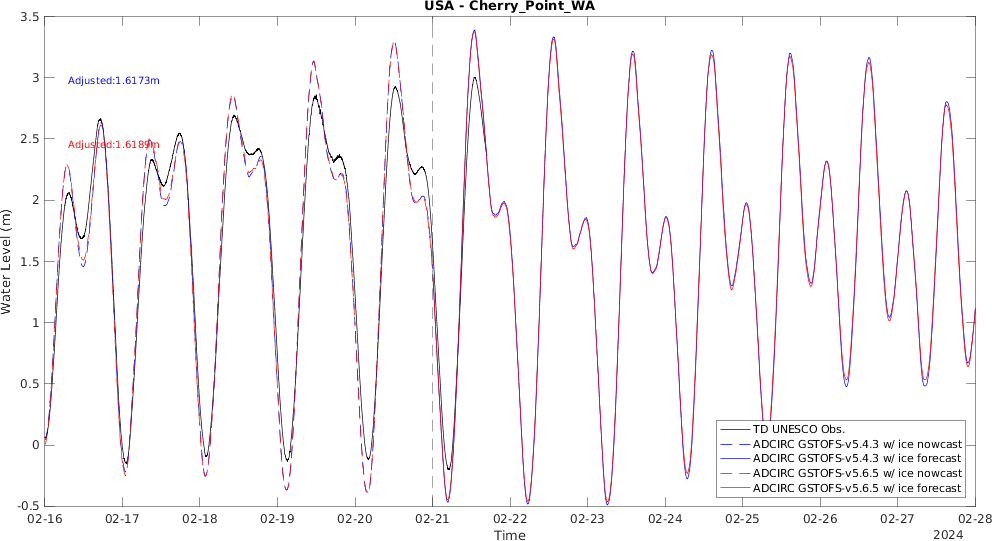 USA - Cherry_Point_WA
3.5
3
2.5
2
1.5
1
0.5
0
-0.5
Water Level (m)
Adjusted:1.6173m
Adjusted:1.6189m
TD UNESCO Obs.
ADCIRC GSTOFS-v5.4.3 w/ ice nowcast
ADCIRC GSTOFS-v5.4.3 w/ ice forecast
ADCIRC GSTOFS-v5.6.5 w/ ice nowcast
ADCIRC GSTOFS-v5.6.5 w/ ice forecast
02-16 02-17 02-18 02-19 02-20 02-21 02-22 02-23 02-24 02-25 02-26 02-27 02-28
Time
2024